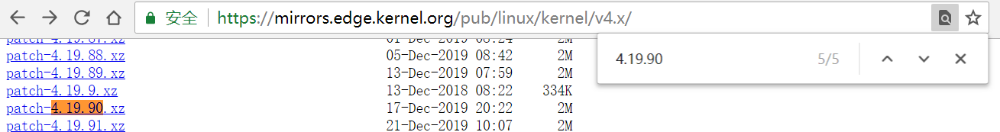 安全 https://mirrors.edge.kernel.org/pub/linux/kernel/v4.x/
4.19.90 5/5
patch-4.19.87.xz 01-Dec-2019 08:24 2M
patch-4.19.88.xz 05-Dec-2019 08:42 2M
patch-4.19.89.xz 13-Dec-2019 07:59 2M
patch-4.19.9.xz 13-Dec-2018 08:22 334K
patch-4.19.90.xz 17-Dec-2019 20:22 2M
patch-4.19.91.xz 21-Dec-2019 10:07 2M